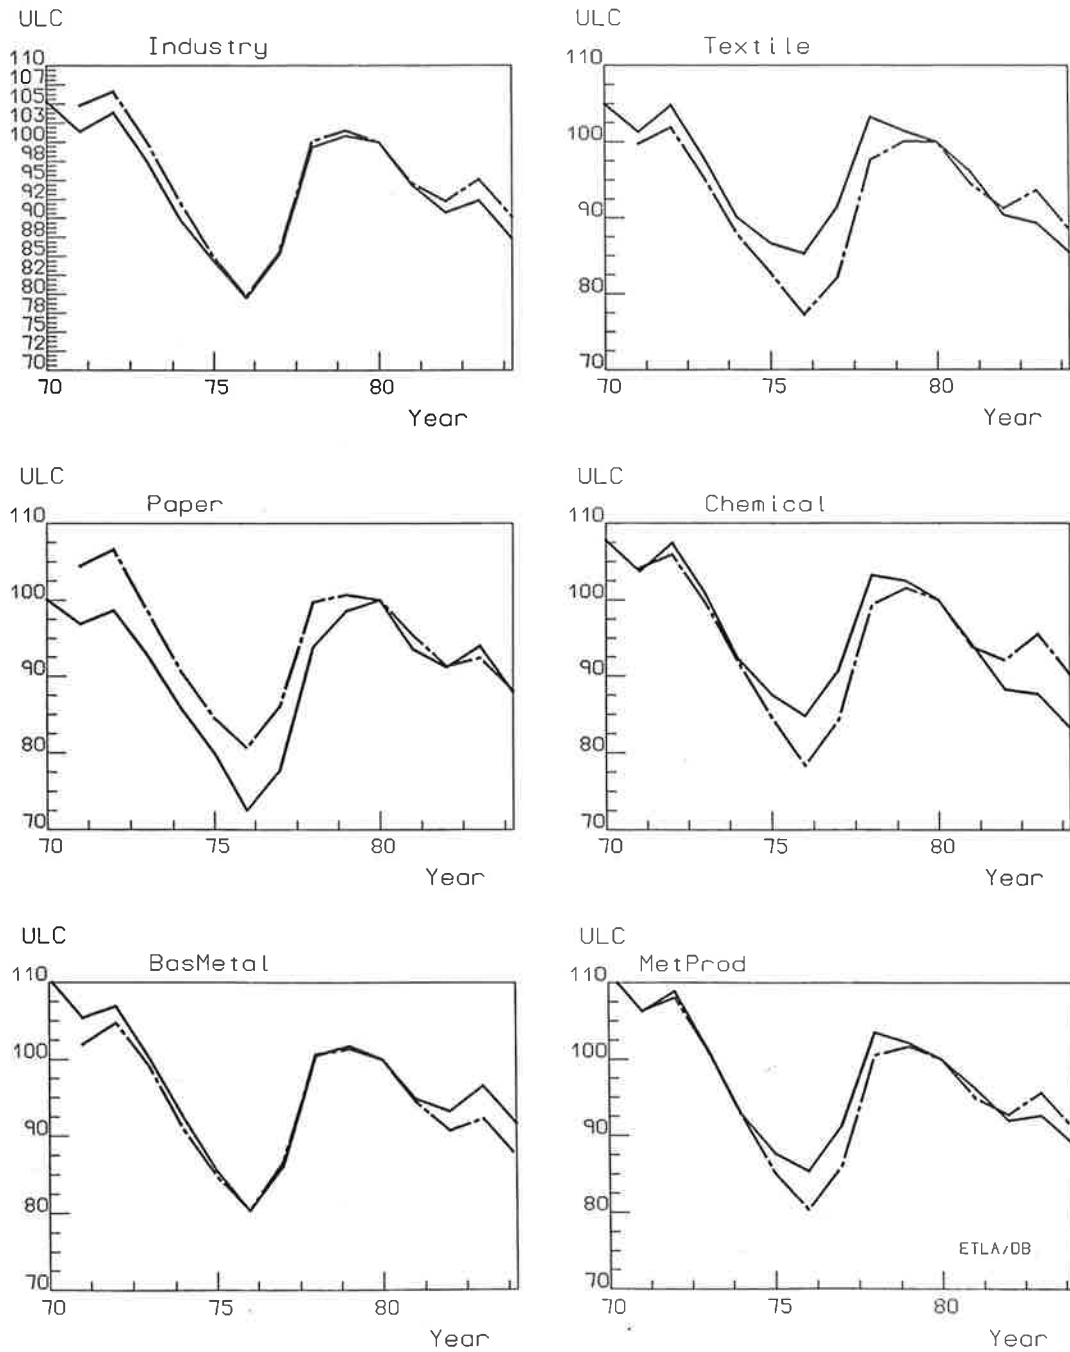 ULC
Industry
110
107
105
103
100
98
95
92
90
88
85
82
80
78
75
72
70
70 75 80
Year
ULC
Textile
110
100
90
80
70
70 75 80
Year
ULC
Paper
110
100
90
80
70
70 75 80
Year
ULC
Chemical
110
100
90
80
70
70 75 80
Year
ULC
BasMetal
110
100
90
80
70
70 75 80
Year
ULC
MetProd
110
100
90
80
70
ETLA/DB
70 75 80
Year